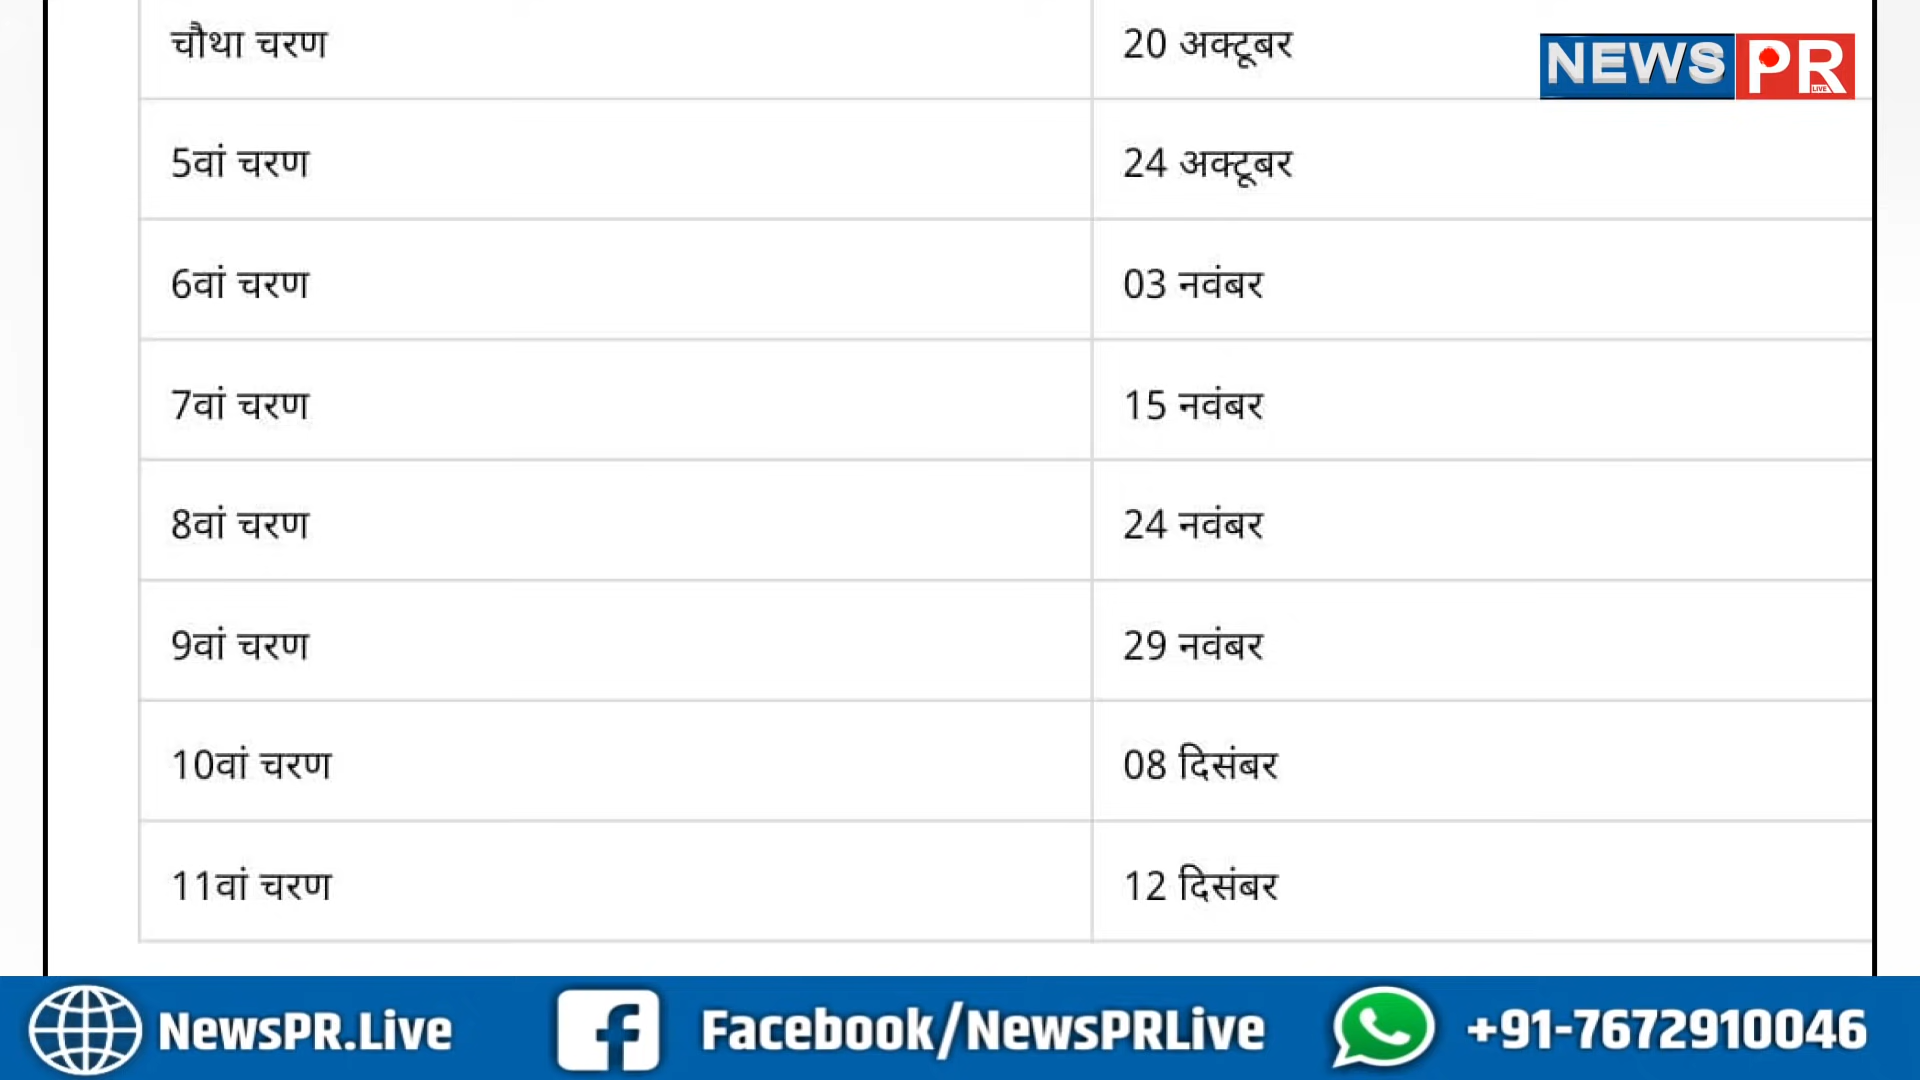 चौथा चरण 20 अक्टूबर
NEWS PR
LIVE
5वां चरण 24 अक्टूबर
6वां चरण 03 नवंबर
7वां चरण 15 नवंबर
8वां चरण 24 नवंबर
9वां चरण 29 नवंबर
10वां चरण 08 दिसंबर
11वां चरण 12 दिसंबर
NewsPR.Live Facebook/NewsPRLive +91-7672910046